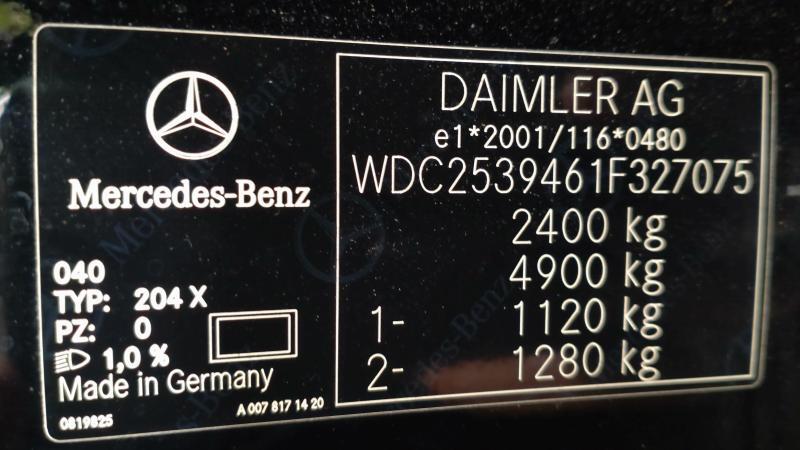 Mercedes-Benz
040
TYP: 204 X
PZ: 0
1,0 %
Made in Germany
0819825
A 007 817 14 20
DAIMLER AG
e1*2001/116*0480
WDC2539461F327075
2400 kg
4900 kg
1- 1120 kg
2- 1280 kg